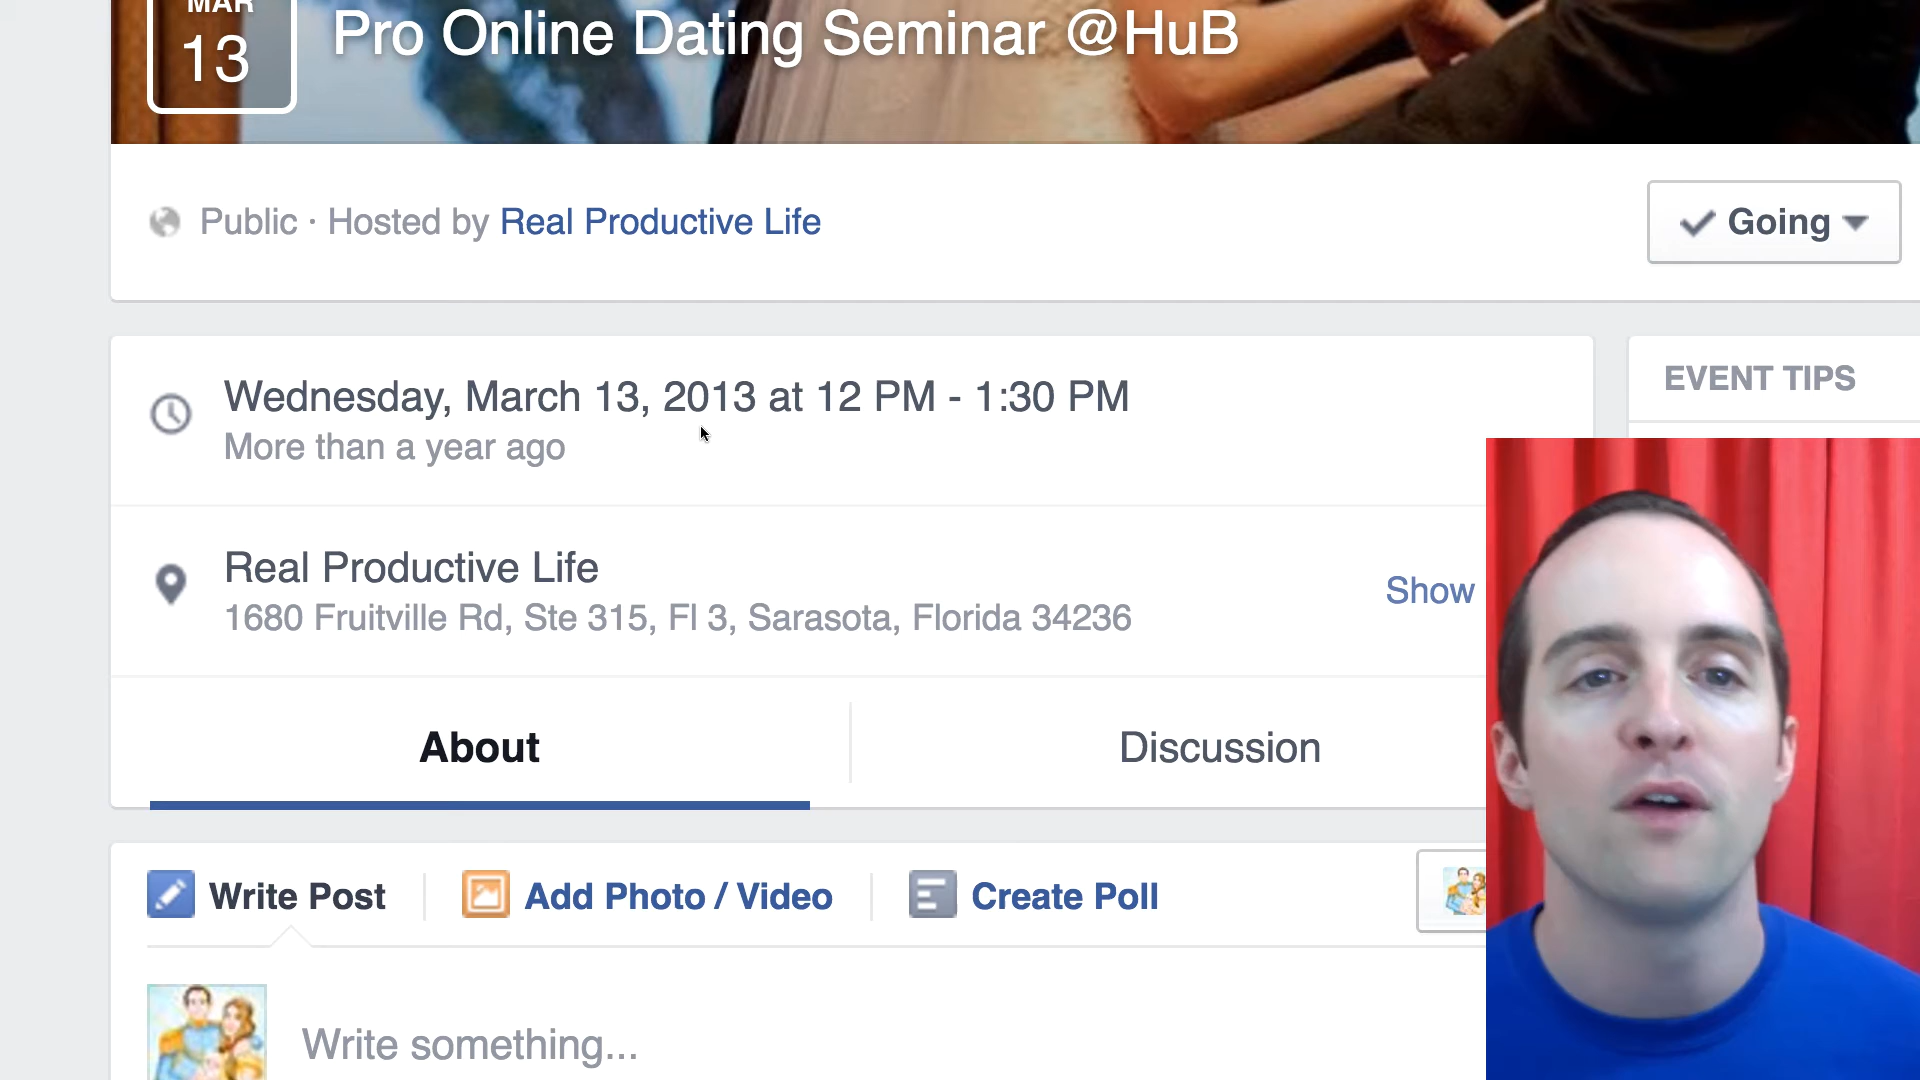 MAR
13
Pro Online Dating Seminar @HuB
Public · Hosted by Real Productive Life
Going
Wednesday, March 13, 2013 at 12 PM - 1:30 PM
More than a year ago
EVENT TIPS
Real Productive Life
1680 Fruitville Rd, Ste 315, Fl 3, Sarasota, Florida 34236
Show
About
Discussion
Write Post
Add Photo / Video
Create Poll
Write something...